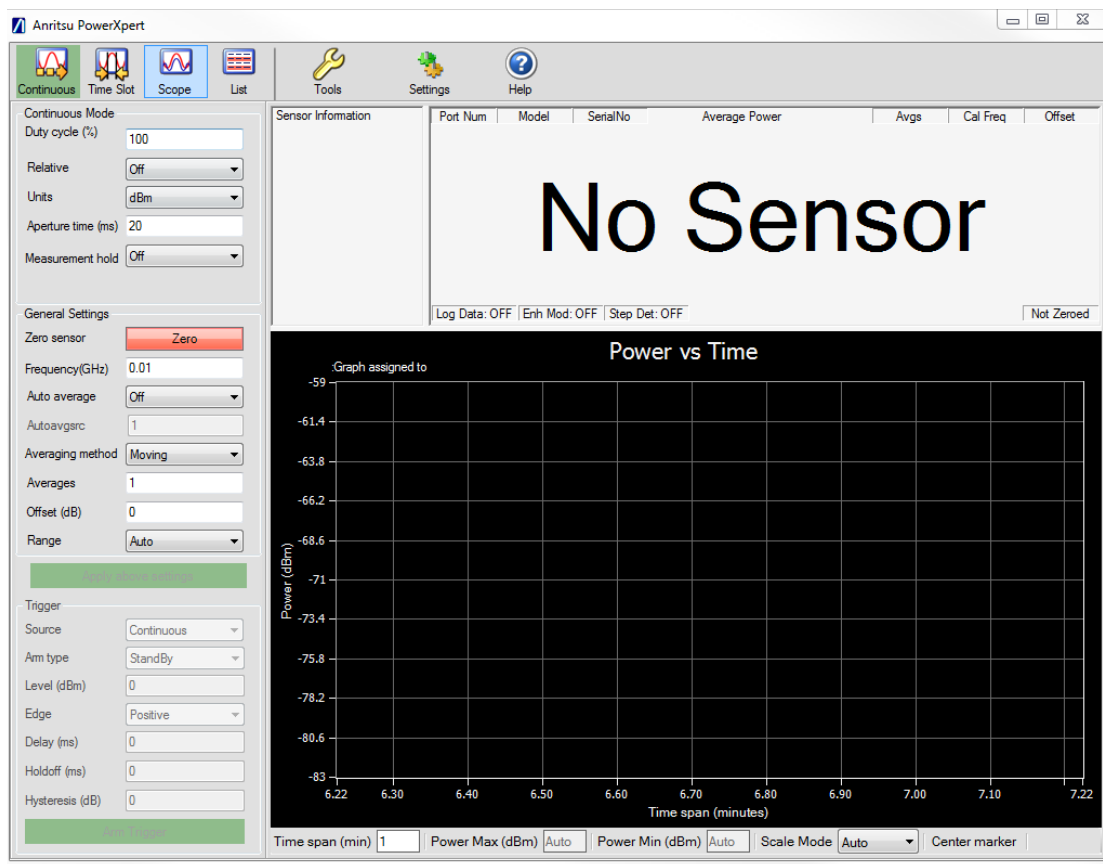 Anritsu PowerXpert
Continuous Time Slot Scope List Tools Settings Help
Continuous Mode
Duty cycle (%) 100
Relative Off
Units dBm
Aperture time (ms) 20
Measurement hold Off
General Settings
Zero sensor Zero
Frequency(GHz) 0.01
Auto average Off
Autoavgsrc 1
Averaging method Moving
Averages 1
Offset (dB) 0
Range Auto
Apply above settings
Trigger
Source Continuous
Arm type StandBy
Level (dBm) 0
Edge Positive
Delay (ms) 0
Holdoff (ms) 0
Hysteresis (dB) 0
Arm Trigger
Sensor Information
Port Num Model SerialNo Average Power Avgs Cal Freq Offset
No Sensor
Log Data: OFF Enh Mod: OFF Step Det: OFF Not Zeroed
Power vs Time
:Graph assigned to
-59
-61.4
-63.8
-66.2
-68.6
-71
-73.4
-75.8
-78.2
-80.6
-83
Power (dBm)
6.22 6.30 6.40 6.50 6.60 6.70 6.80 6.90 7.00 7.10 7.22
Time span (minutes)
Time span (min) 1 Power Max (dBm) Auto Power Min (dBm) Auto Scale Mode Auto Center marker